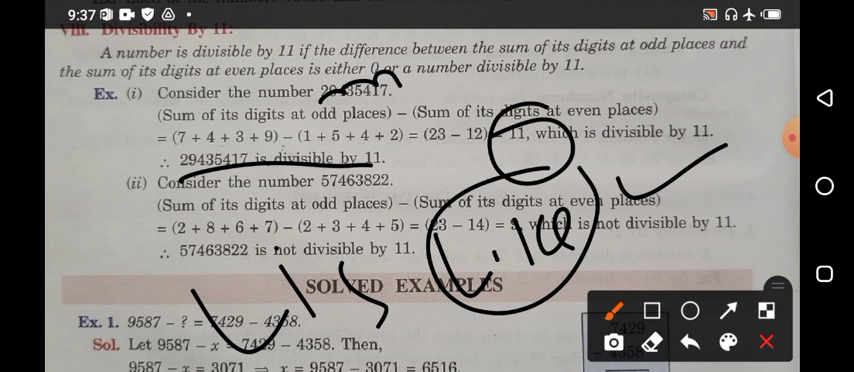 9:37
VIII. Divisibility By 11:
A number is divisible by 11 if the difference between the sum of its digits at odd places and
the sum of its digits at even places is either 0 or a number divisible by 11.
Ex. (i) Consider the number 29435417.
(Sum of its digits at odd places) – (Sum of its digits at even places)
= (7 + 4 + 3 + 9) – (1 + 5 + 4 + 2) = (23 – 12) = 11, which is divisible by 11.
∴ 29435417 is divisible by 11.
(ii) Consider the number 57463822.
(Sum of its digits at odd places) – (Sum of its digits at even places)
= (2 + 8 + 6 + 7) – (2 + 3 + 4 + 5) = (23 – 14) = 9, which is not divisible by 11.
∴ 57463822 is not divisible by 11.
Like
SOLVED EXAMPLES
Ex. 1. 9587 – ? = 7429 – 4358.
7429
4358
Sol. Let 9587 – x = 7429 – 4358. Then,
9587 – x = 3071 ⇒ x = 9587 – 3071 = 6516.